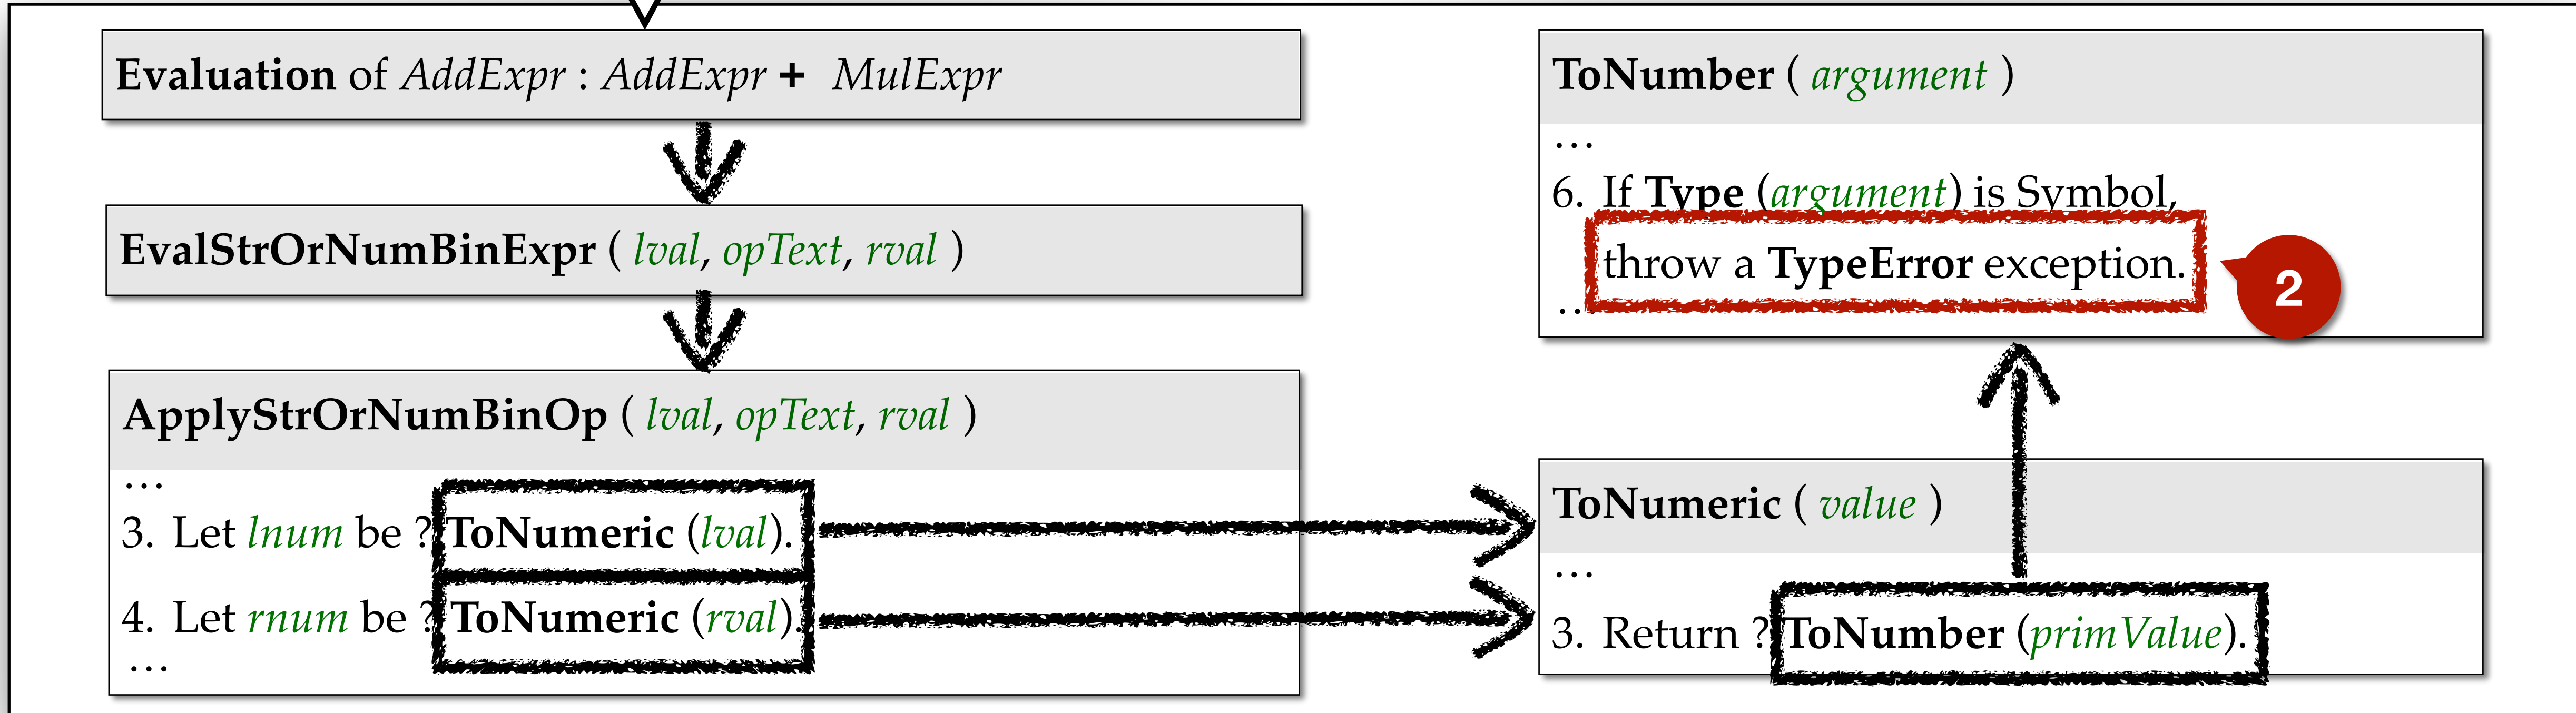 Evaluation of AddExpr : AddExpr + MulExpr
EvalStrOrNumBinExpr ( lval, opText, rval )
ApplyStrOrNumBinOp ( lval, opText, rval )
…
3. Let lnum be ? ToNumeric (lval).
4. Let rnum be ? ToNumeric (rval).
…
ToNumber ( argument )
…
6. If Type (argument) is Symbol,
throw a TypeError exception.
…
2
ToNumeric ( value )
…
3. Return ? ToNumber (primValue).